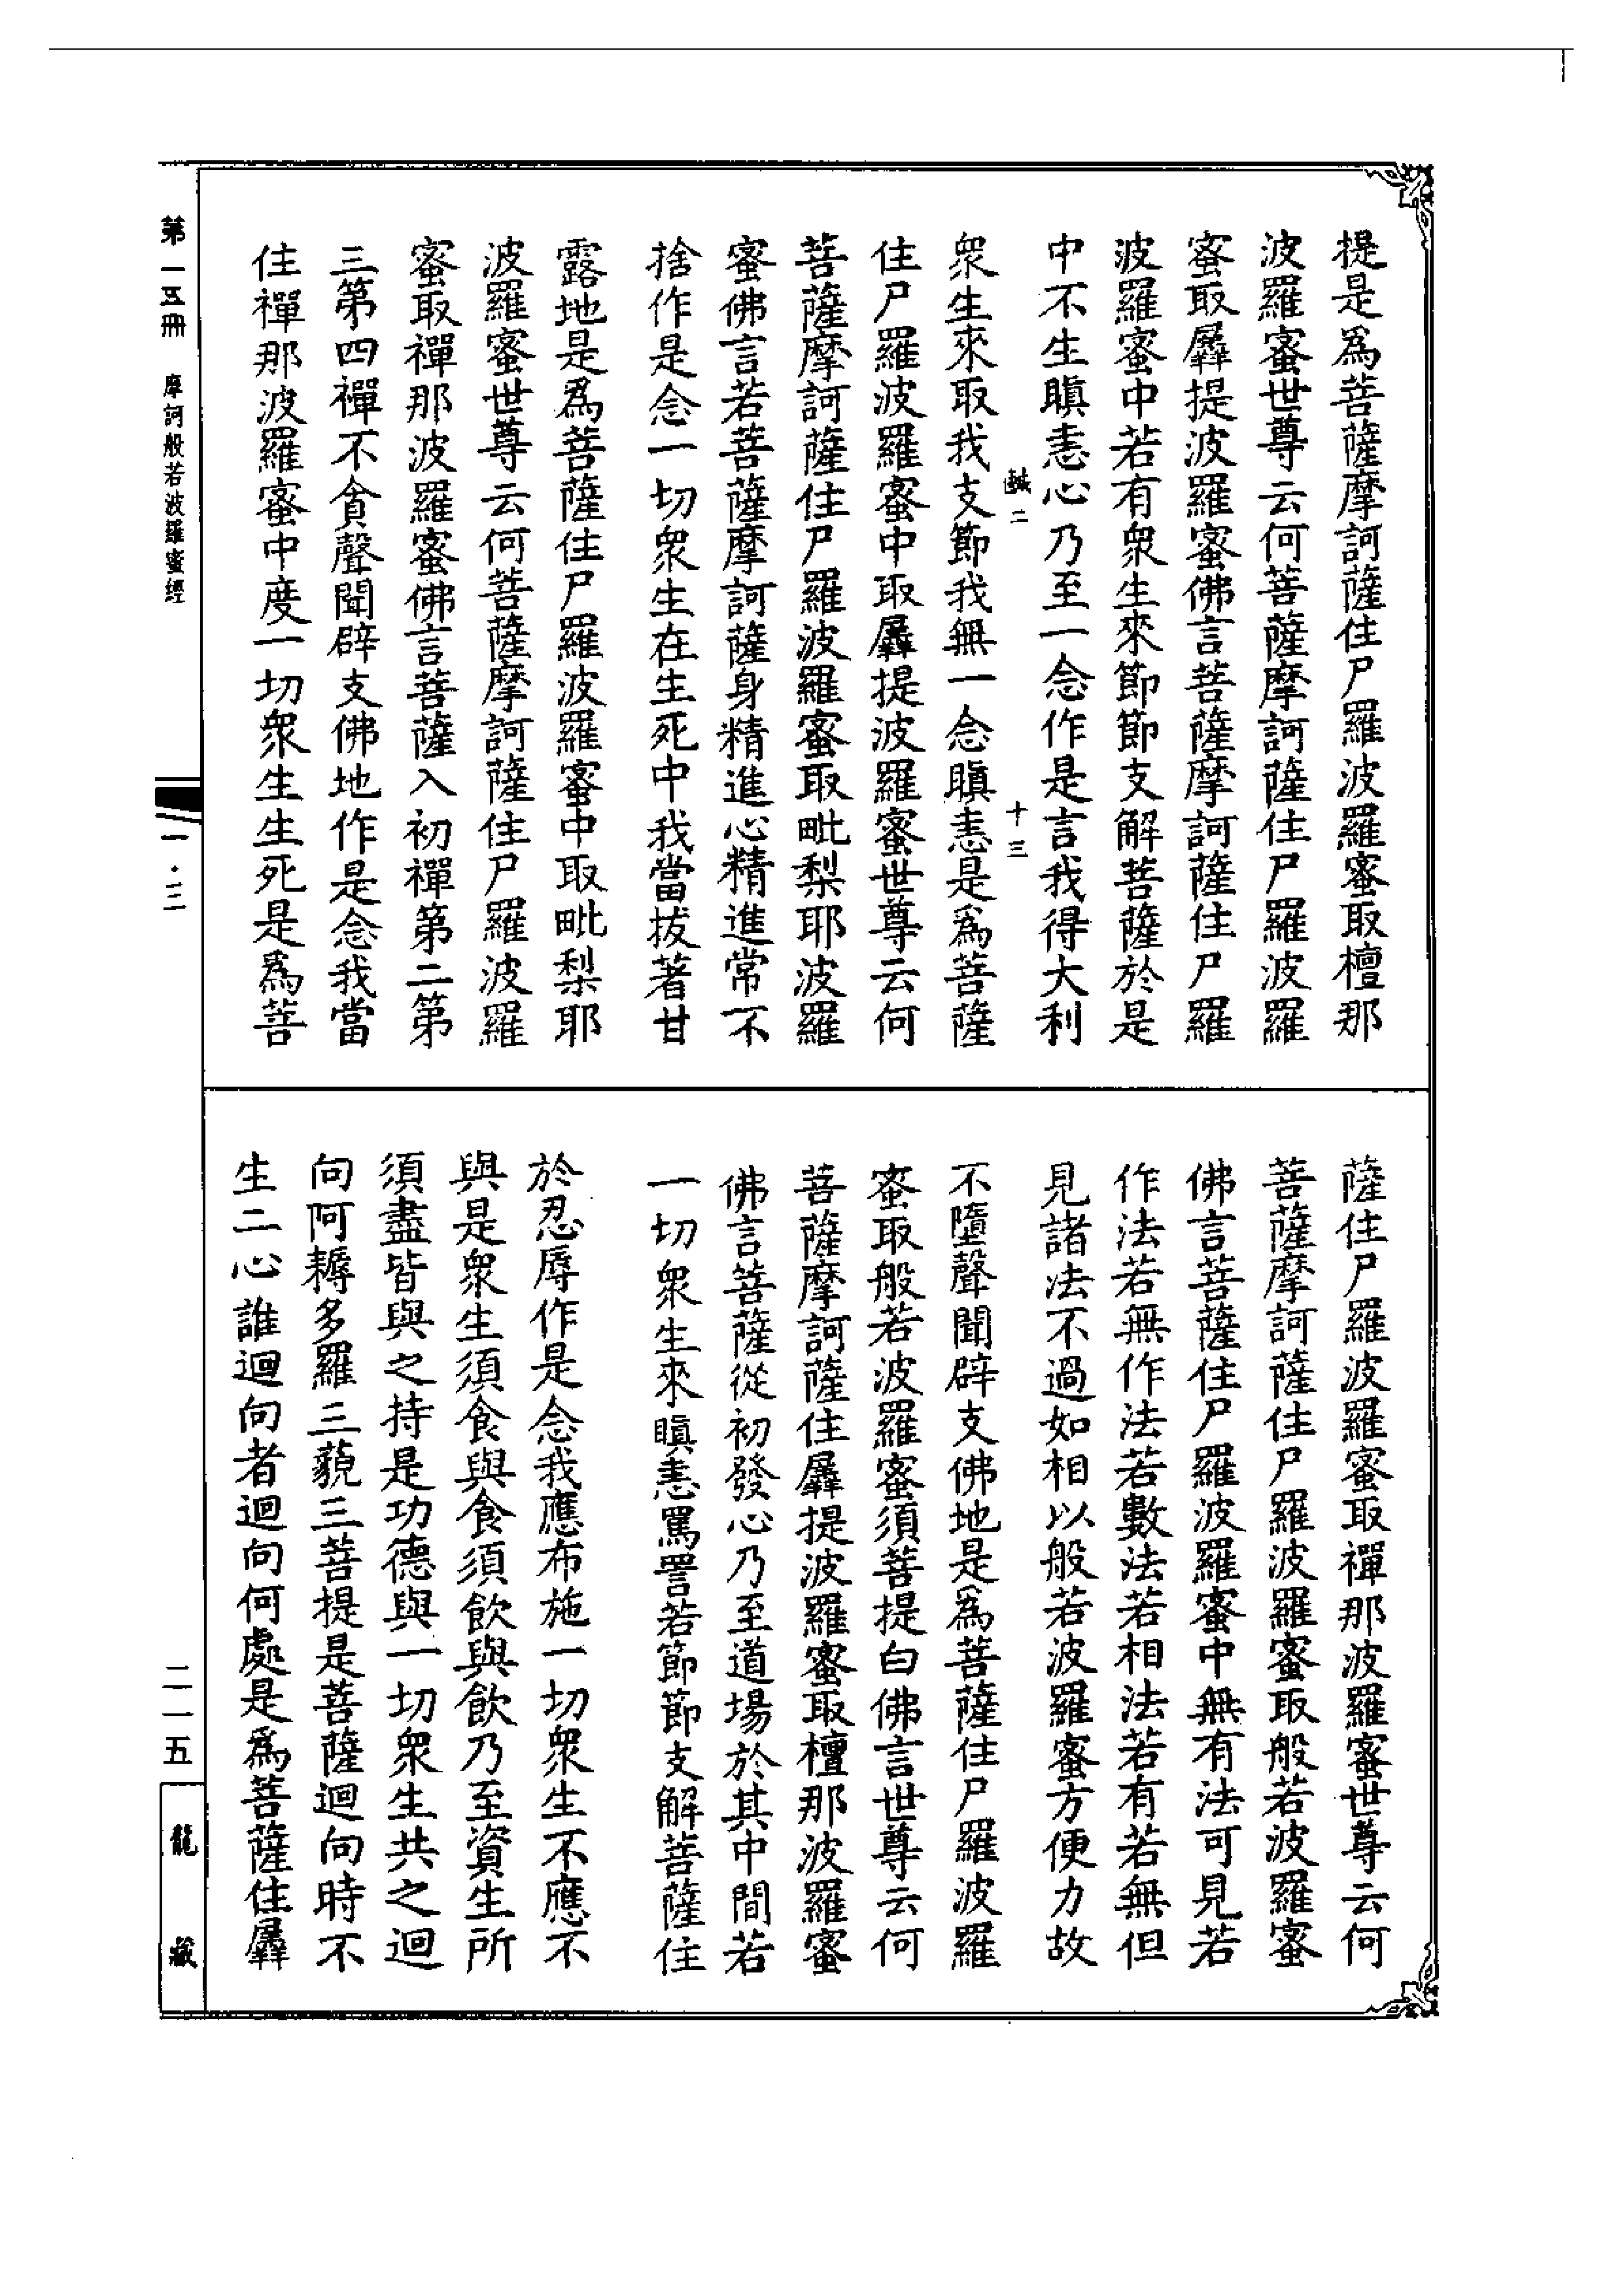 提是爲菩薩摩訶薩住尸羅波羅蜜取檀那
波羅蜜世尊云何菩薩摩訶薩住尸羅波羅
蜜取羼提波羅蜜佛言菩薩摩訶薩住尸羅
波羅蜜中若有衆生來節節支解菩薩於是
中不生瞋恚心乃至一念作是言我得大利
鹹二 十三
衆生來取我支節我無一念瞋恚是爲菩薩
住尸羅波羅蜜中取羼提波羅蜜世尊云何
菩薩摩訶薩住尸羅波羅蜜取毗梨耶波羅
蜜佛言若菩薩摩訶薩身精進心精進常不
捨作是念一切衆生在生死中我當拔著甘
露地是爲菩薩住尸羅波羅蜜中取毗梨耶
波羅蜜世尊云何菩薩摩訶薩住尸羅波羅
蜜取禪那波羅蜜佛言菩薩入初禪第二第
三第四禪不貪聲聞辟支佛地作是念我當
住禪那波羅蜜中度一切衆生生死是爲菩
薩住尸羅波羅蜜取禪那波羅蜜世尊云何
菩薩摩訶薩住尸羅波羅蜜取般若波羅蜜
佛言菩薩住尸羅波羅蜜中無有法可見若
作法若無作法若數法若相法若有若無但
見諸法不過如相以般若波羅蜜方便力故
不墮聲聞辟支佛地是爲菩薩住尸羅波羅
蜜取般若波羅蜜須菩提白佛言世尊云何
菩薩摩訶薩住羼提波羅蜜取檀那波羅蜜
佛言菩薩從初發心乃至道場於其中間若
一切衆生來瞋恚罵詈若節節支解菩薩住
於忍辱作是念我應布施一切衆生不應不
與是衆生須食與食須飲與飲乃至資生所
須盡皆與之持是功德與一切衆生共之迴
向阿耨多羅三藐三菩提是菩薩迴向時不
生二心誰迴向者迴向何處是爲菩薩住羼
第一五冊 摩訶般若波羅蜜經
一·三
二一五
龍藏